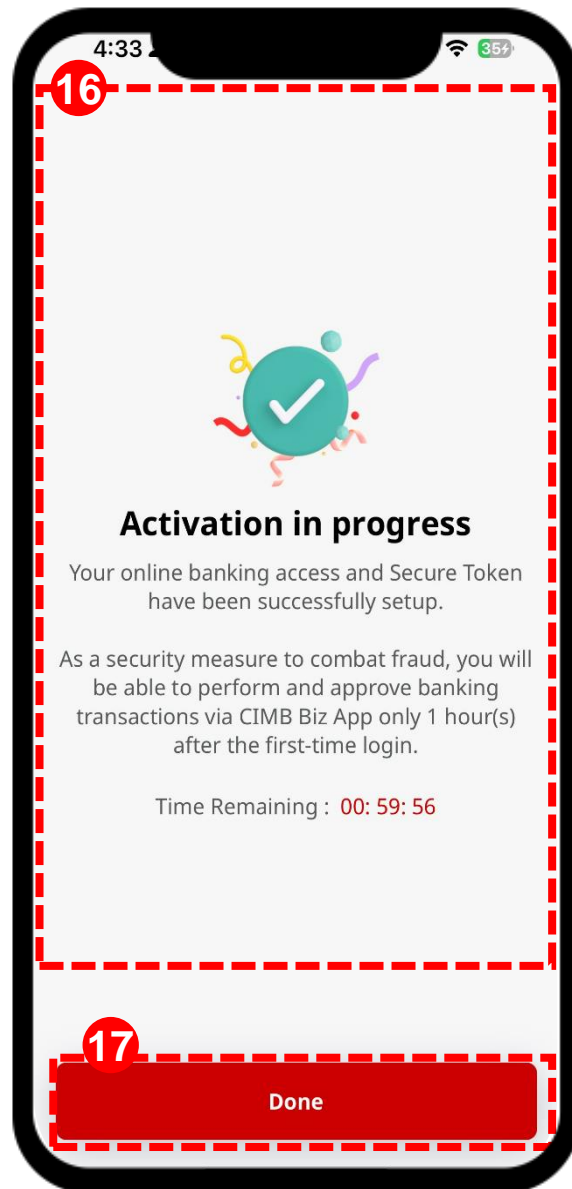 4:33
35
16
Activation in progress
Your online banking access and Secure Token
have been successfully setup.
As a security measure to combat fraud, you will
be able to perform and approve banking
transactions via CIMB Biz App only 1 hour(s)
after the first-time login.
Time Remaining : 00: 59: 56
17
Done